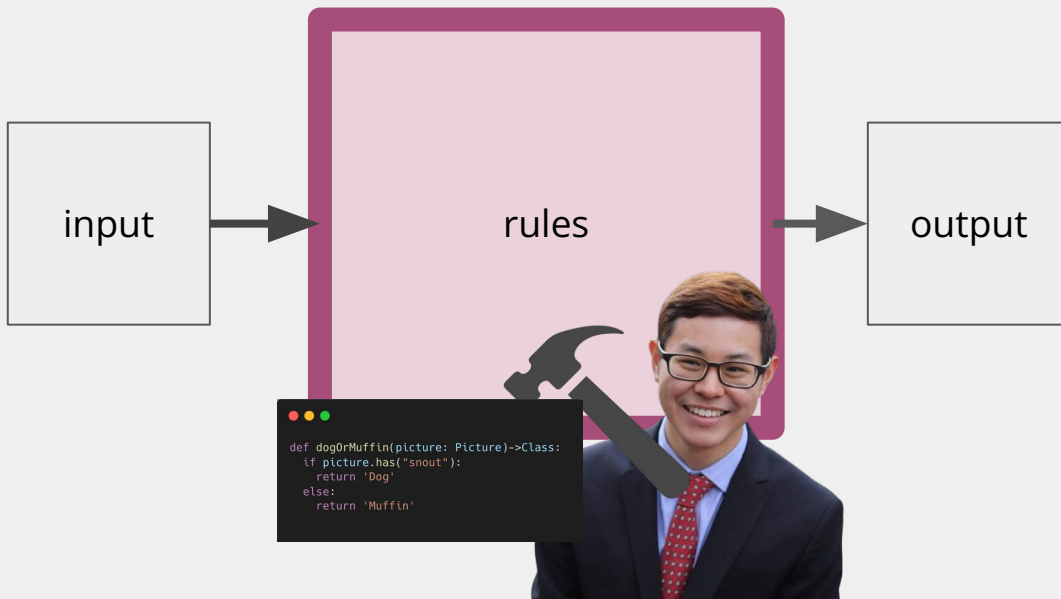 input
rules
output
def dogOrMuffin(picture: Picture)->Class:
  if picture.has("snout"):
    return 'Dog'
  else:
    return 'Muffin'